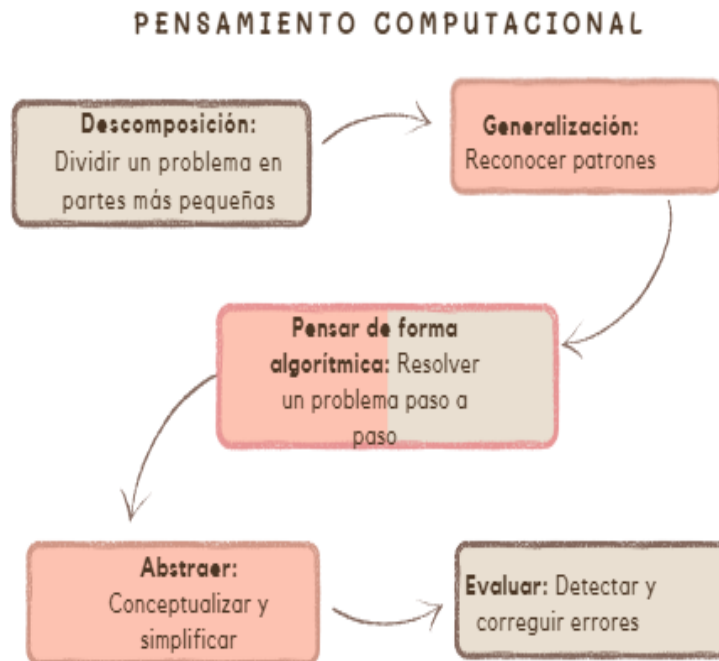 PENSAMIENTO COMPUTACIONAL
Descomposición:
Dividir un problema en
partes más pequeñas
Generalización:
Reconocer patrones
Pensar de forma
algorítmica: Resolver
un problema paso a
paso
Abstraer:
Conceptualizar y
simplificar
Evaluar: Detectar y
correguir errores